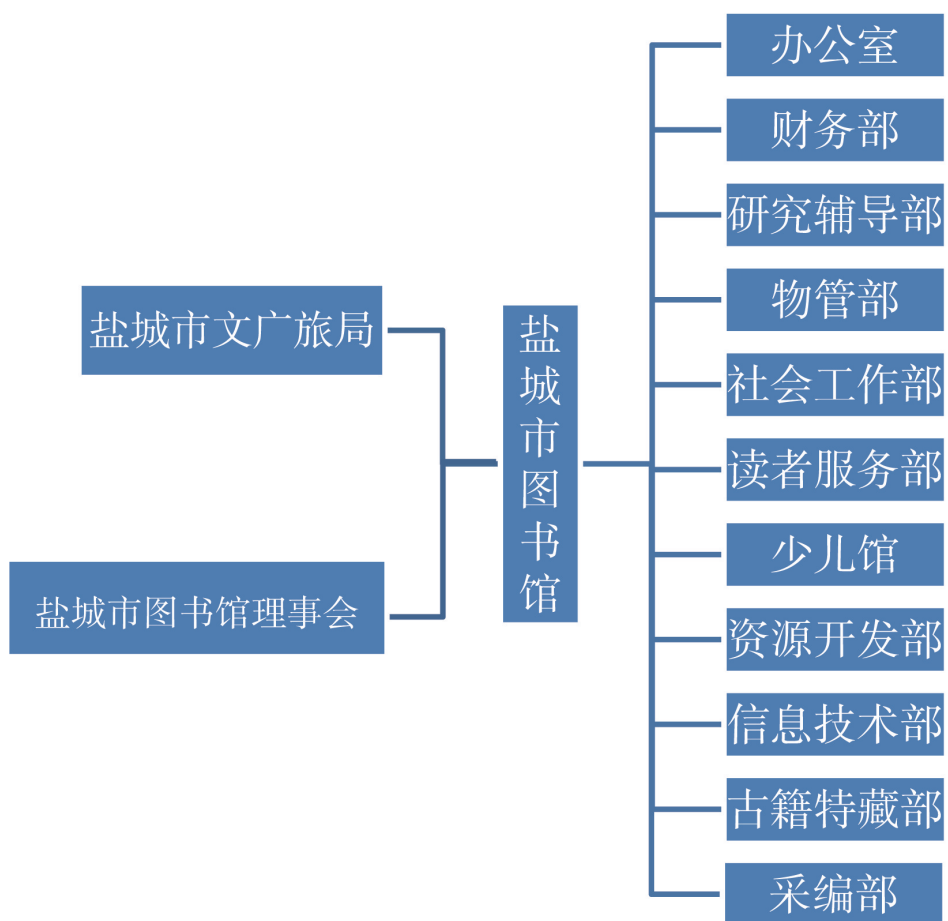 盐城市文广旅局
盐城市图书馆理事会
盐城市图书馆
办公室
财务部
研究辅导部
物管部
社会工作部
读者服务部
少儿馆
资源开发部
信息技术部
古籍特藏部
采编部